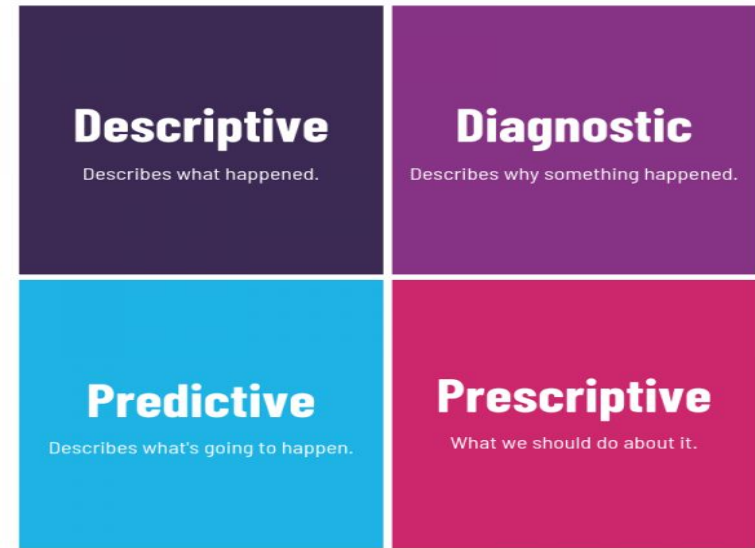 Descriptive
Describes what happened.
Diagnostic
Describes why something happened.
Predictive
Describes what's going to happen.
Prescriptive
What we should do about it.